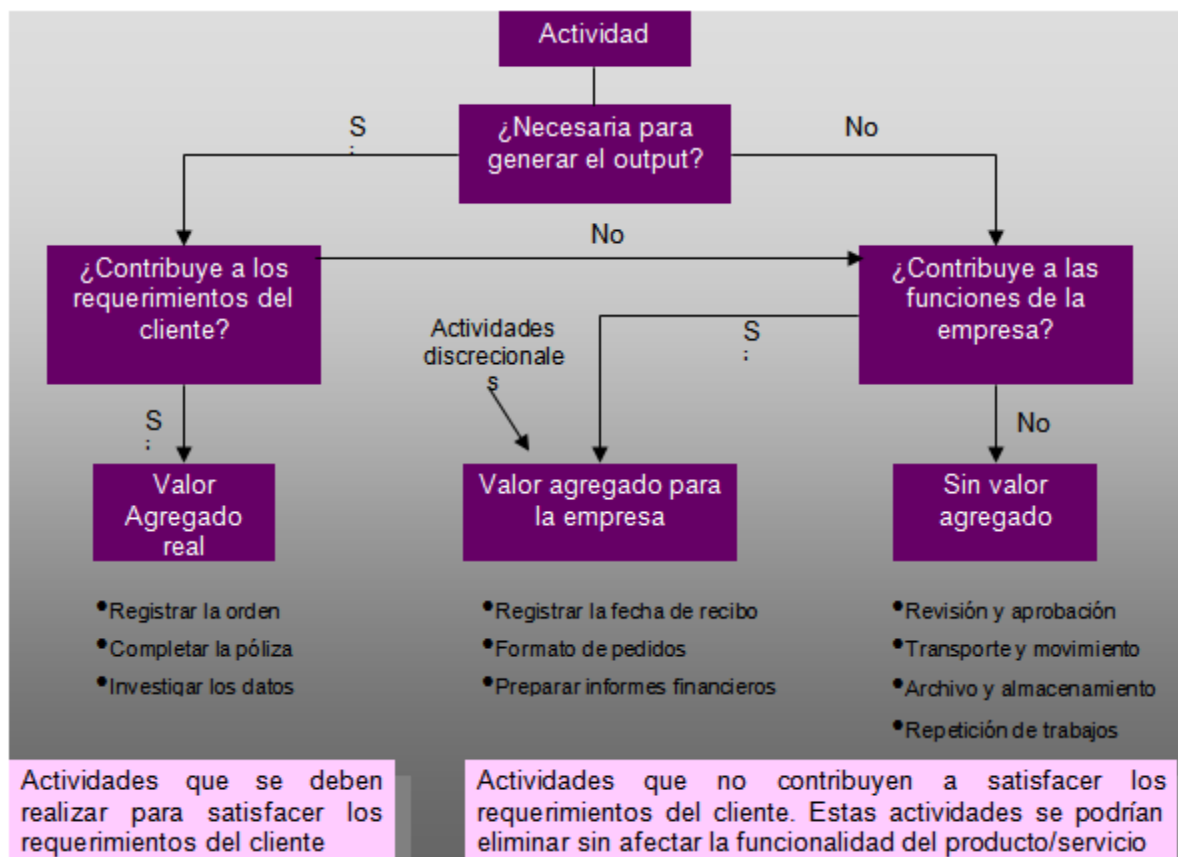 Actividad
¿Necesaria para
generar el output?
S
:
No
No
¿Contribuye a los
requerimientos del
cliente?
¿Contribuye a las
funciones de la
empresa?
Actividades
discrecionale
s
S
:
S
:
No
Valor
Agregado
real
Valor agregado para
la empresa
Sin valor
agregado
•Registrar la orden
•Completar la póliza
•Investigar los datos
•Registrar la fecha de recibo
•Formato de pedidos
•Preparar informes financieros
•Revisión y aprobación
•Transporte y movimiento
•Archivo y almacenamiento
•Repetición de trabajos
Actividades que se deben
realizar para satisfacer los
requerimientos del cliente
Actividades que no contribuyen a satisfacer los
requerimientos del cliente. Estas actividades se podrían
eliminar sin afectar la funcionalidad del producto/servicio